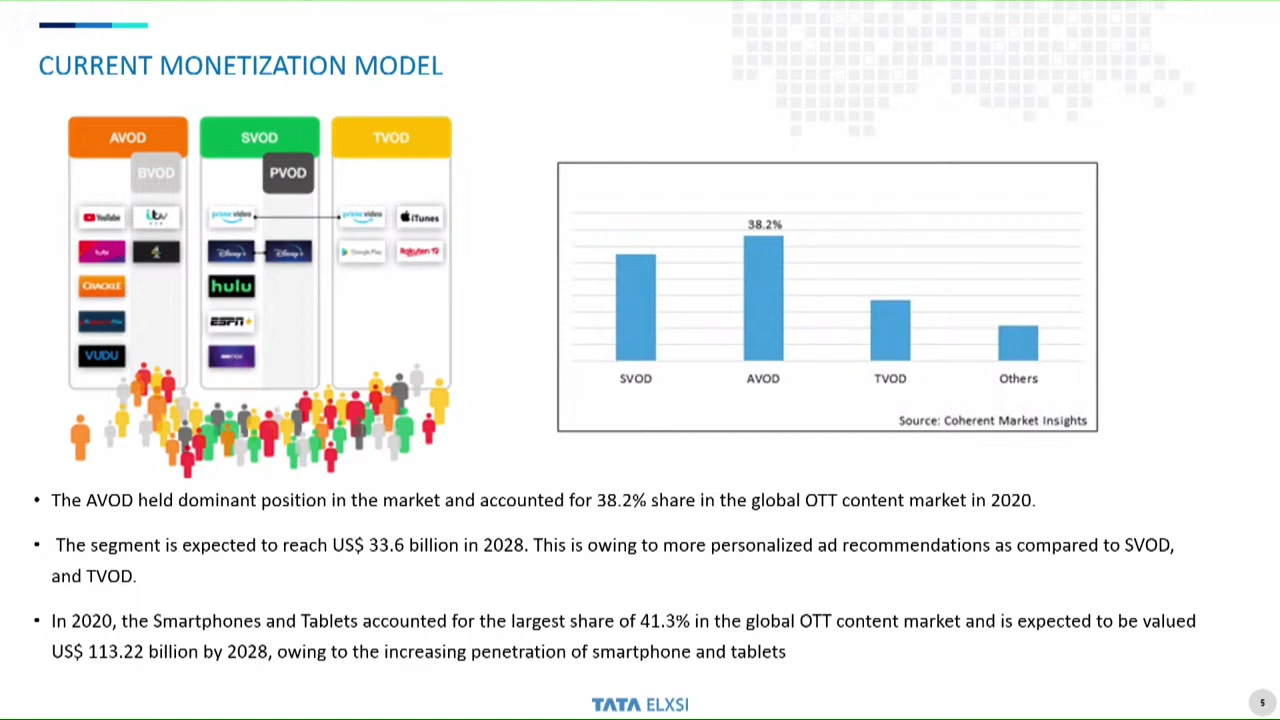 CURRENT MONETIZATION MODEL
AVOD
SVOD
TVOD
BVOD
PVOD
YouTube
itv
prime video
prime video
iTunes
tubi
4
Disney+
Disney+
Google Play
Rakuten TV
CRACKLE
hulu
ESPN+
VUDU
38.2%
SVOD
AVOD
TVOD
Others
Source: Coherent Market Insights
• The AVOD held dominant position in the market and accounted for 38.2% share in the global OTT content market in 2020.
• The segment is expected to reach US$ 33.6 billion in 2028. This is owing to more personalized ad recommendations as compared to SVOD,
and TVOD.
• In 2020, the Smartphones and Tablets accounted for the largest share of 41.3% in the global OTT content market and is expected to be valued
US$ 113.22 billion by 2028, owing to the increasing penetration of smartphone and tablets
TATA ELXSI
5